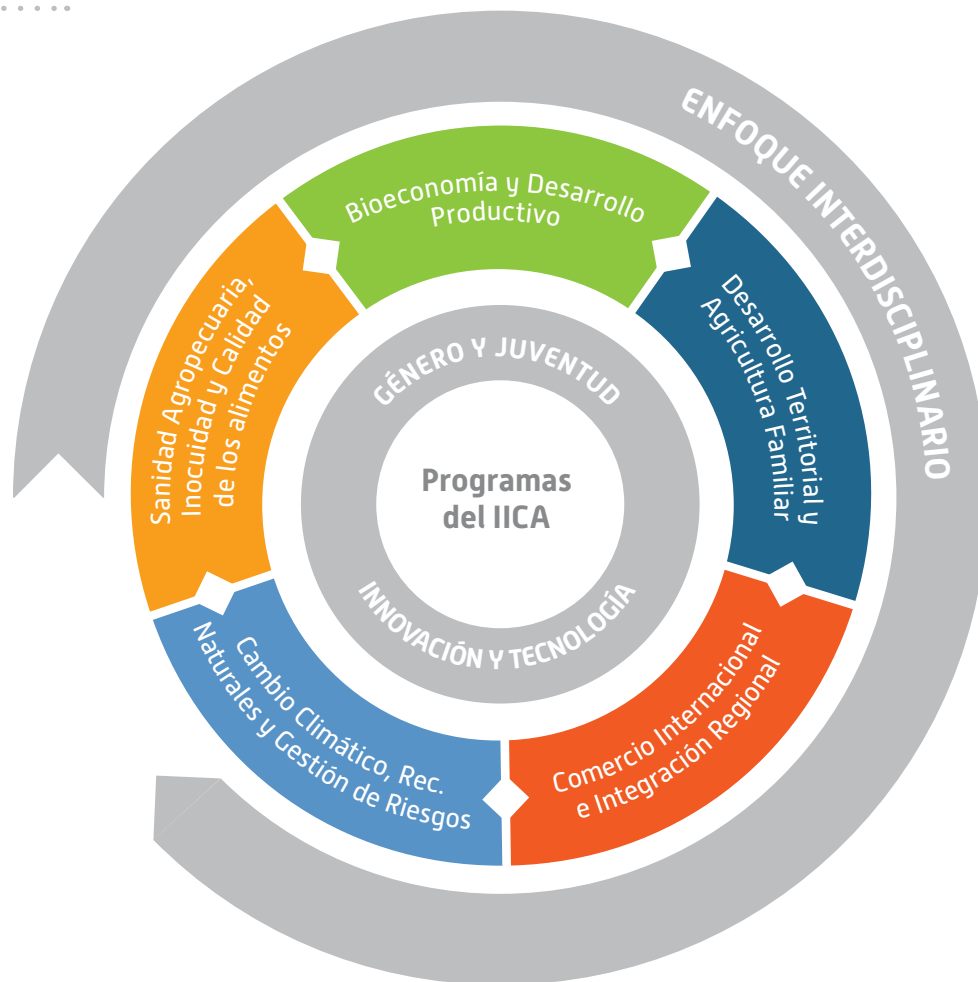 ENFOQUE INTERDISCIPLINARIO
Bioeconomía y Desarrollo
Productivo
Desarrollo Territorial y
Agricultura Familiar
Comercio Internacional
e Integración Regional
Cambio Climático, Rec.
Naturales y Gestión de Riesgos
Sanidad Agropecuaria,
Inocuidad y Calidad
de los alimentos
GÉNERO Y JUVENTUD
Programas
del IICA
INNOVACIÓN Y TECNOLOGÍA